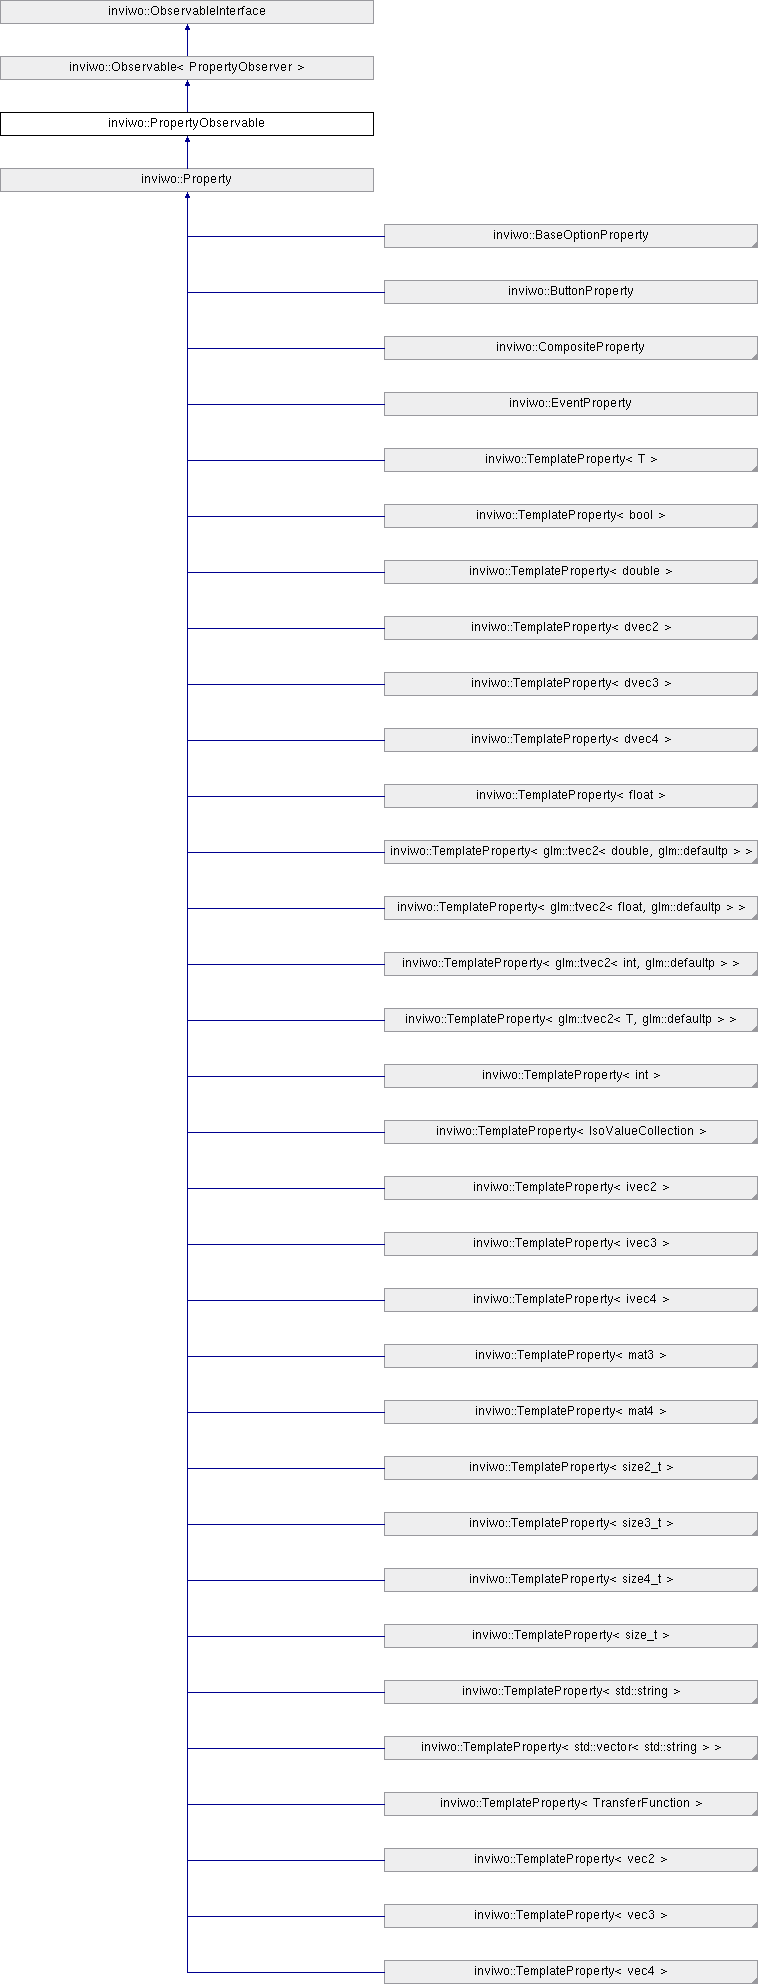 inviwo::ObservableInterface
inviwo::Observable< PropertyObserver >
inviwo::PropertyObservable
inviwo::Property
inviwo::BaseOptionProperty
inviwo::ButtonProperty
inviwo::CompositeProperty
inviwo::EventProperty
inviwo::TemplateProperty< T >
inviwo::TemplateProperty< bool >
inviwo::TemplateProperty< double >
inviwo::TemplateProperty< dvec2 >
inviwo::TemplateProperty< dvec3 >
inviwo::TemplateProperty< dvec4 >
inviwo::TemplateProperty< float >
inviwo::TemplateProperty< glm::tvec2< double, glm::defaultp > >
inviwo::TemplateProperty< glm::tvec2< float, glm::defaultp > >
inviwo::TemplateProperty< glm::tvec2< int, glm::defaultp > >
inviwo::TemplateProperty< glm::tvec2< T, glm::defaultp > >
inviwo::TemplateProperty< int >
inviwo::TemplateProperty< IsoValueCollection >
inviwo::TemplateProperty< ivec2 >
inviwo::TemplateProperty< ivec3 >
inviwo::TemplateProperty< ivec4 >
inviwo::TemplateProperty< mat3 >
inviwo::TemplateProperty< mat4 >
inviwo::TemplateProperty< size2_t >
inviwo::TemplateProperty< size3_t >
inviwo::TemplateProperty< size4_t >
inviwo::TemplateProperty< size_t >
inviwo::TemplateProperty< std::string >
inviwo::TemplateProperty< std::vector< std::string > >
inviwo::TemplateProperty< TransferFunction >
inviwo::TemplateProperty< vec2 >
inviwo::TemplateProperty< vec3 >
inviwo::TemplateProperty< vec4 >